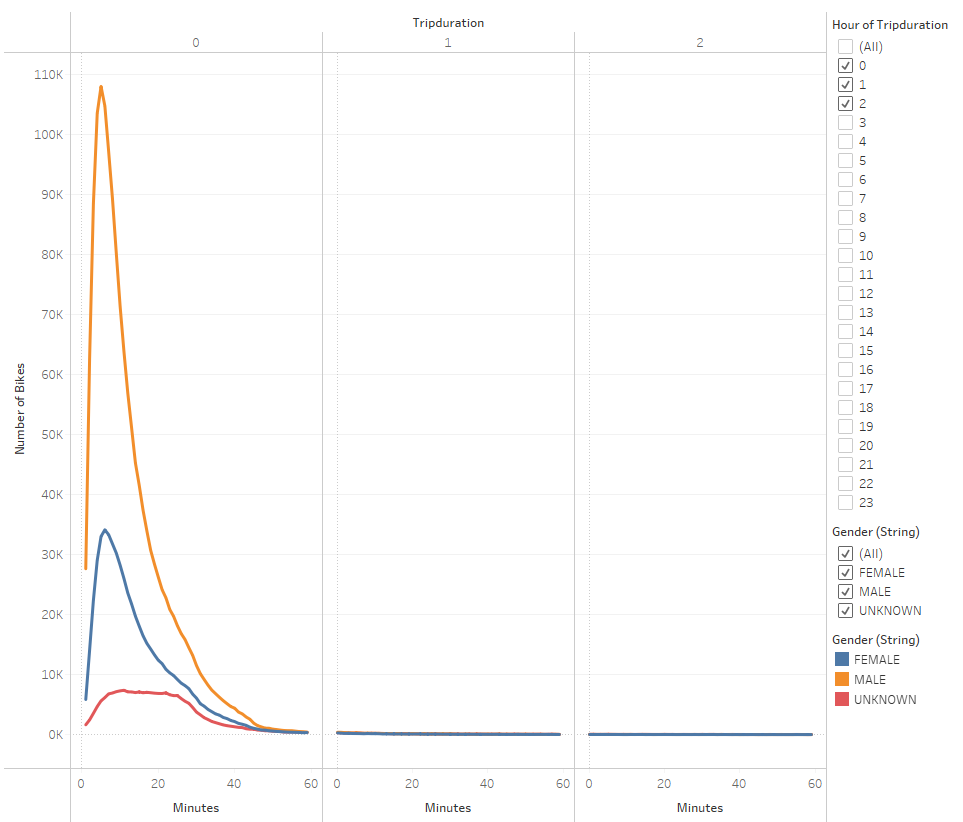 Tripduration
0 1 2
110K
100K
90K
80K
70K
60K
50K
40K
30K
20K
10K
0K
Number of Bikes
0 20 40 60 0 20 40 60 0 20 40 60
Minutes Minutes Minutes
Hour of Tripduration
(All)
0
1
2
3
4
5
6
7
8
9
10
11
12
13
14
15
16
17
18
19
20
21
22
23
Gender (String)
(All)
FEMALE
MALE
UNKNOWN
Gender (String)
FEMALE
MALE
UNKNOWN